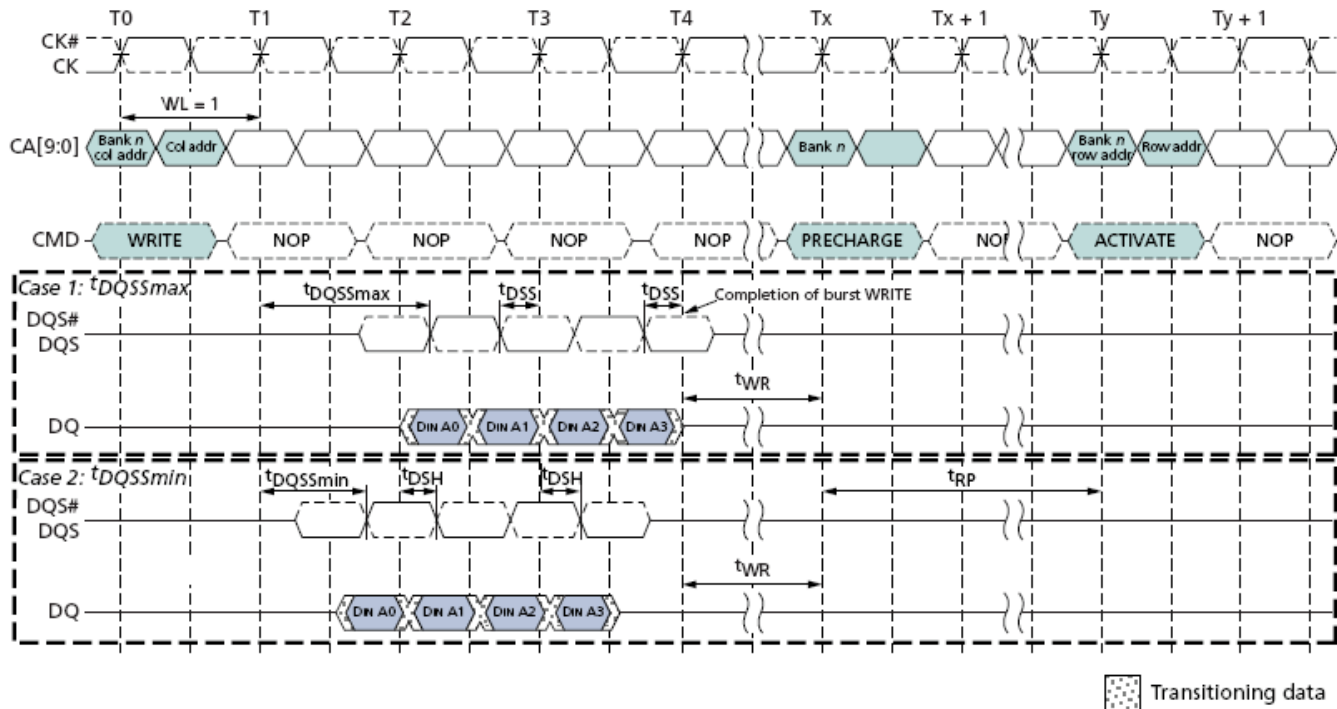 T0 T1 T2 T3 T4 Tx Tx + 1 Ty Ty + 1
CK#
CK
WL = 1
CA[9:0] Bank n col addr Col addr Bank n Bank n row addr Row addr
CMD WRITE NOP NOP NOP NOP PRECHARGE NOP ACTIVATE NOP
Case 1: tDQSSmax
tDQSSmax tDSS tDSS Completion of burst WRITE
DQS#
DQS
tWR
DQ DIN A0 DIN A1 DIN A2 DIN A3
Case 2: tDQSSmin
tDQSSmin tDSH tDSH tRP
DQS#
DQS
tWR
DQ DIN A0 DIN A1 DIN A2 DIN A3
Transitioning data